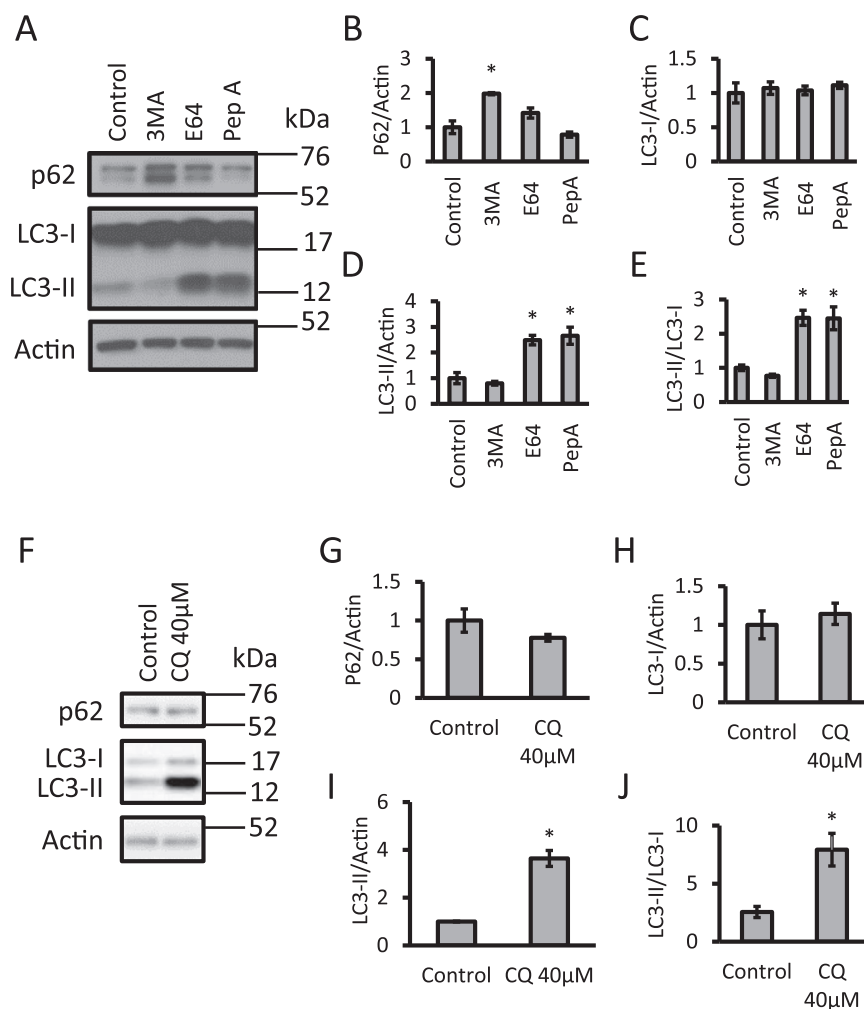 A
Control
3MA
E64
Pep A
kDa
p62
76
52
LC3-I
17
LC3-II
12
52
Actin
B
P62/Actin
3
2
1
0
*
Control
3MA
E64
PepA
C
LC3-I/Actin
1.5
1
0.5
0
Control
3MA
E64
PepA
D
LC3-II/Actin
4
3
2
1
0
* *
Control
3MA
E64
PepA
E
LC3-II/LC3-I
3
2
1
0
* *
Control
3MA
E64
PepA
F
Control
CQ 40µM
kDa
76
p62
52
LC3-I
17
LC3-II
12
52
Actin
G
P62/Actin
1.5
1
0.5
0
Control CQ
40µM
H
LC3-I/Actin
1.5
1
0.5
0
Control CQ
40µM
I
LC3-II/Actin
6
4
2
0
*
Control CQ 40µM
J
LC3-II/LC3-I
10
5
0
*
Control CQ
40µM